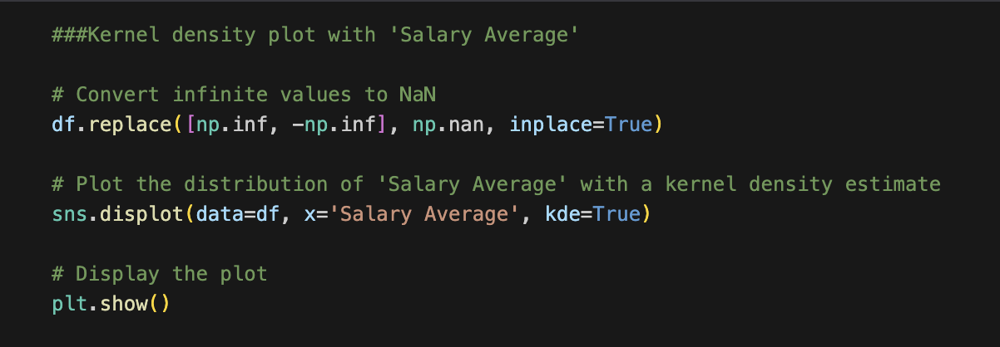 ###Kernel density plot with 'Salary Average'
# Convert infinite values to NaN
df.replace([np.inf, -np.inf], np.nan, inplace=True)
# Plot the distribution of 'Salary Average' with a kernel density estimate
sns.displot(data=df, x='Salary Average', kde=True)
# Display the plot
plt.show()